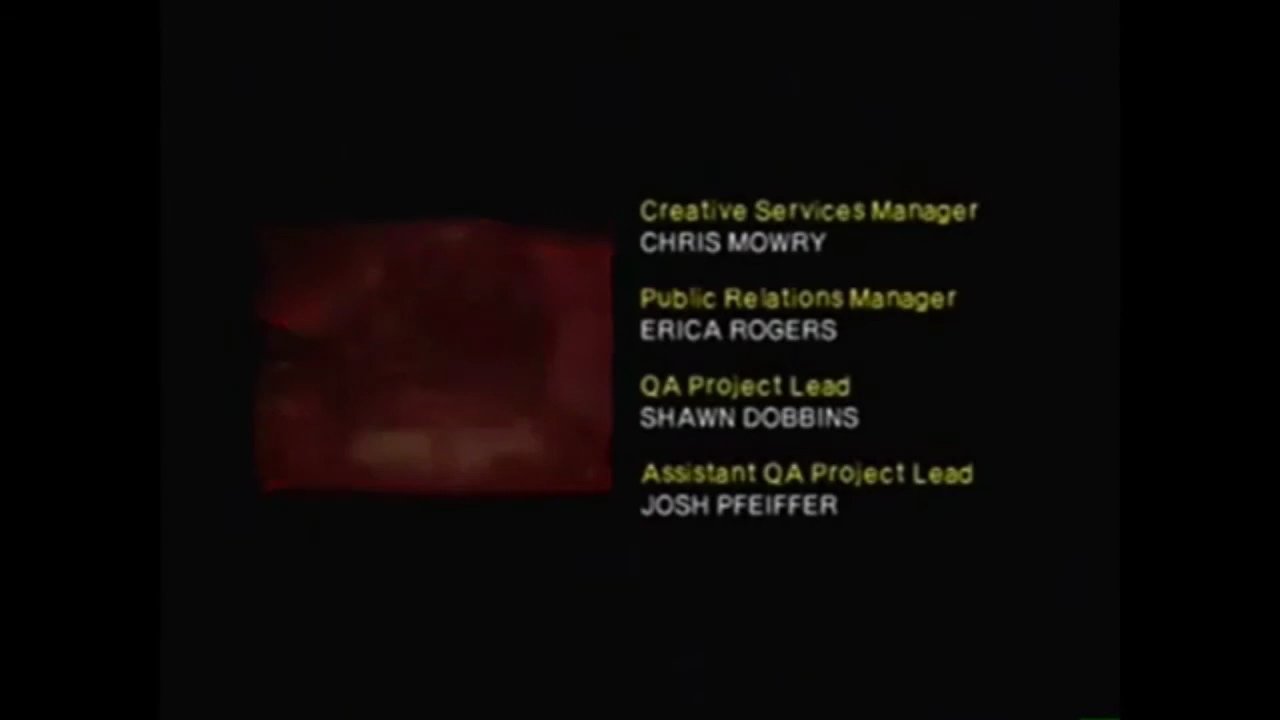 Creative Services Manager
CHRIS MOWRY
Public Relations Manager
ERICA ROGERS
QA Project Lead
SHAWN DOBBINS
Assistant QA Project Lead
JOSH PFEIFFER